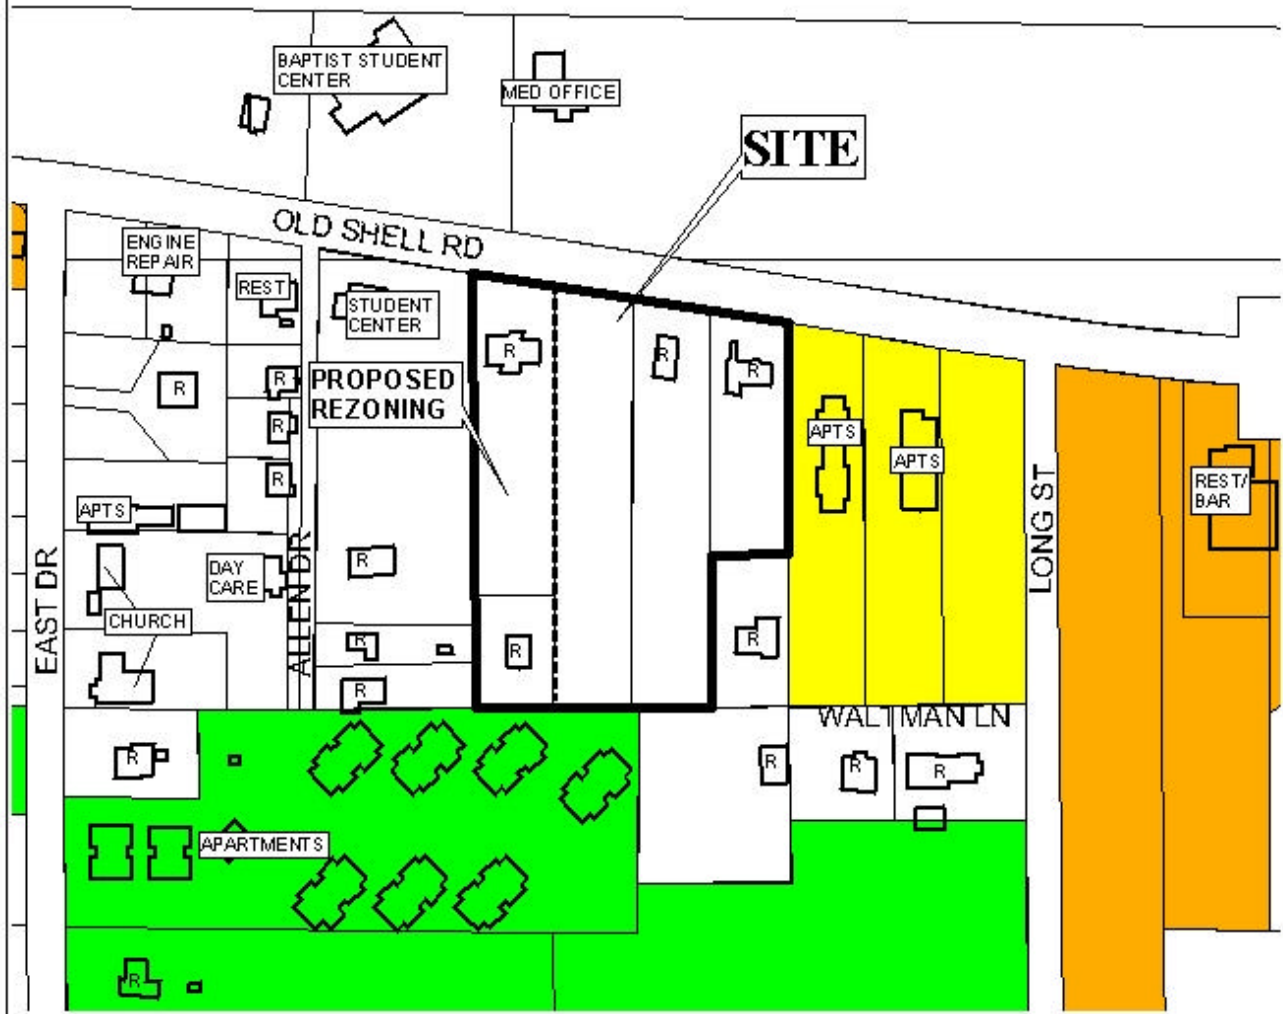 BAPTIST STUDENT
CENTER
MED OFFICE
SITE
OLD SHELL RD
ENGINE
REPAIR
REST
STUDENT
CENTER
R
R
R
PROPOSED
REZONING
R
R
R
R
APTS
APTS
REST/
BAR
APTS
DAY
CARE
R
LONG ST
EAST DR
ALLEN DR
CHURCH
R
R
R
R
WALTMAN LN
R
R
R
R
APARTMENTS
R